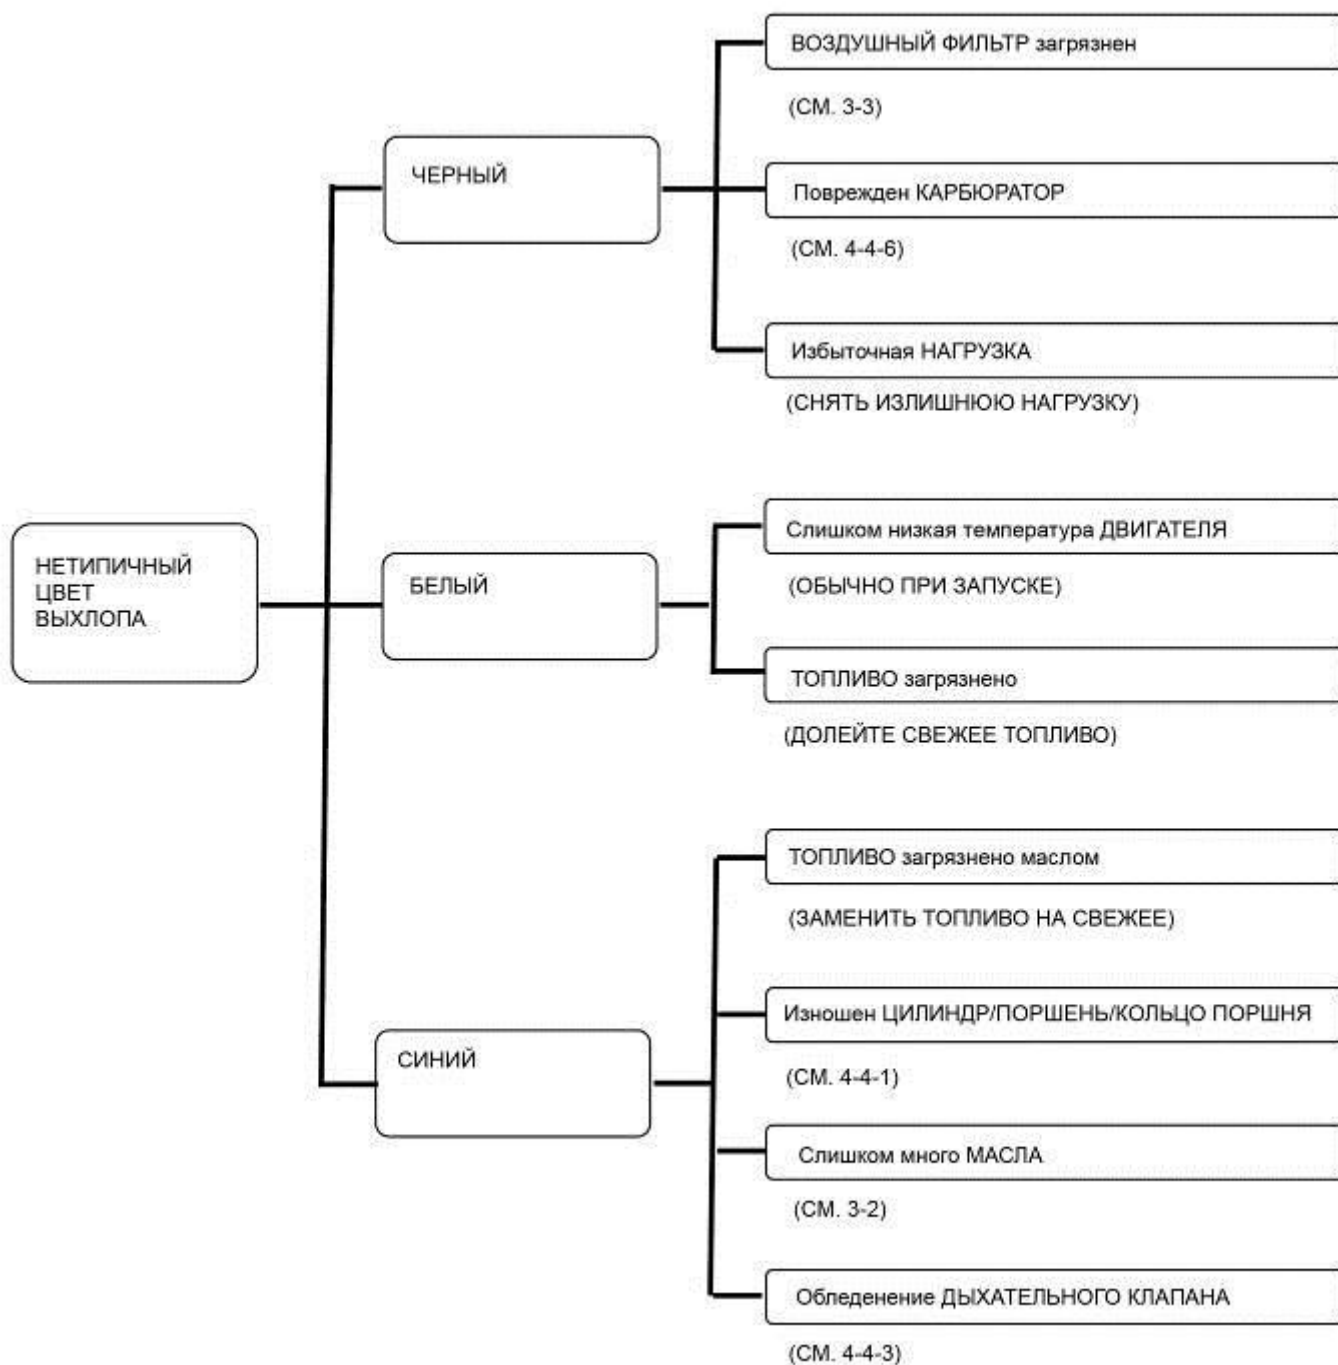 ВОЗДУШНЫЙ ФИЛЬТР загрязнен
(СМ. 3-3)
ЧЕРНЫЙ
Поврежден КАРБЮРАТОР
(СМ. 4-4-6)
Избыточная НАГРУЗКА
(СНЯТЬ ИЗЛИШНЮЮ НАГРУЗКУ)
НЕТИПИЧНЫЙ
ЦВЕТ
ВЫХЛОПА
БЕЛЫЙ
Слишком низкая температура ДВИГАТЕЛЯ
(ОБЫЧНО ПРИ ЗАПУСКЕ)
ТОПЛИВО загрязнено
(ДОЛЕЙТЕ СВЕЖЕЕ ТОПЛИВО)
ТОПЛИВО загрязнено маслом
(ЗАМЕНИТЬ ТОПЛИВО НА СВЕЖЕЕ)
Изношен ЦИЛИНДР/ПОРШЕНЬ/КОЛЬЦО ПОРШНЯ
(СМ. 4-4-1)
СИНИЙ
Слишком много МАСЛА
(СМ. 3-2)
Обледенение ДЫХАТЕЛЬНОГО КЛАПАНА
(СМ. 4-4-3)